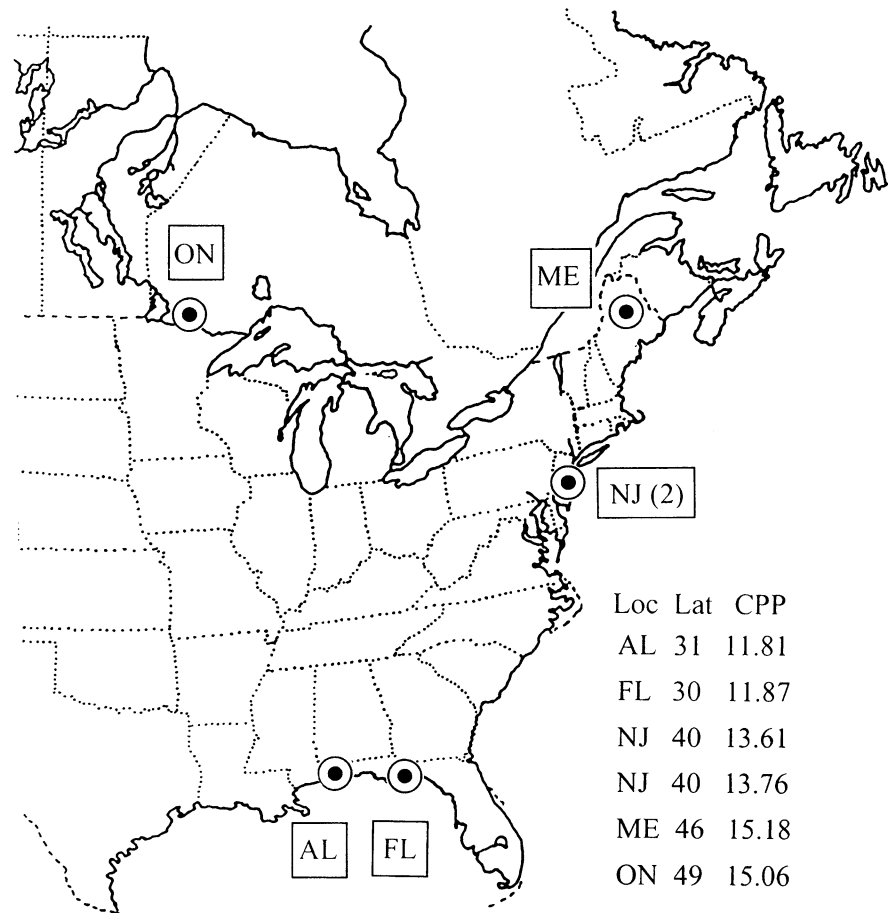 ON
ME
NJ (2)
Loc Lat CPP
AL 31 11.81
FL 30 11.87
NJ 40 13.61
NJ 40 13.76
ME 46 15.18
ON 49 15.06
AL
FL